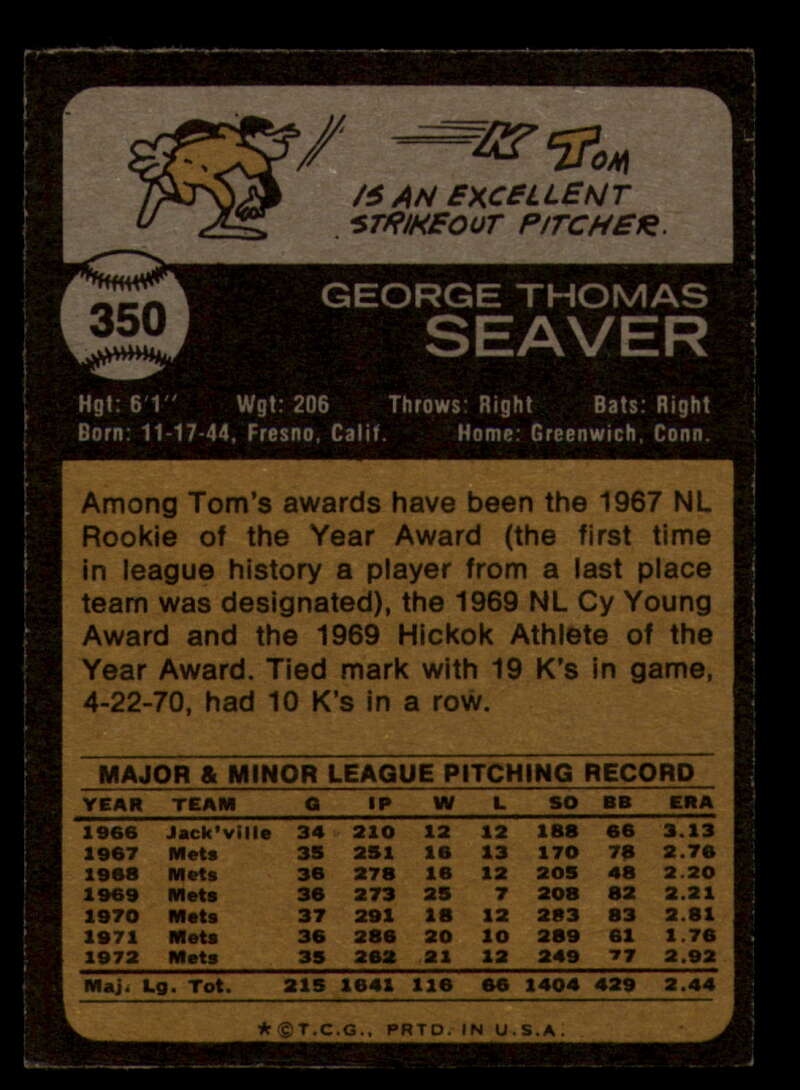 K TOM
IS AN EXCELLENT
STRIKEOUT PITCHER.
350
GEORGE THOMAS
SEAVER
Hgt: 6'1" Wgt: 206 Throws: Right Bats: Right
Born: 11-17-44, Fresno, Calif. Home: Greenwich, Conn.
Among Tom's awards have been the 1967 NL
Rookie of the Year Award (the first time
in league history a player from a last place
team was designated), the 1969 NL Cy Young
Award and the 1969 Hickok Athlete of the
Year Award. Tied mark with 19 K's in game,
4-22-70, had 10 K's in a row.
MAJOR & MINOR LEAGUE PITCHING RECORD
YEAR TEAM G IP W L SO BB ERA
1966 Jack'ville 34 210 12 12 188 66 3.13
1967 Mets 35 251 16 13 170 78 2.76
1968 Mets 36 278 16 12 205 48 2.20
1969 Mets 36 273 25 7 208 82 2.21
1970 Mets 37 291 18 12 283 83 2.81
1971 Mets 36 286 20 10 289 61 1.76
1972 Mets 35 262 21 12 249 77 2.92
Maj. Lg. Tot. 215 1641 116 66 1404 429 2.44
*©T.C.G., PRTD. IN U.S.A.